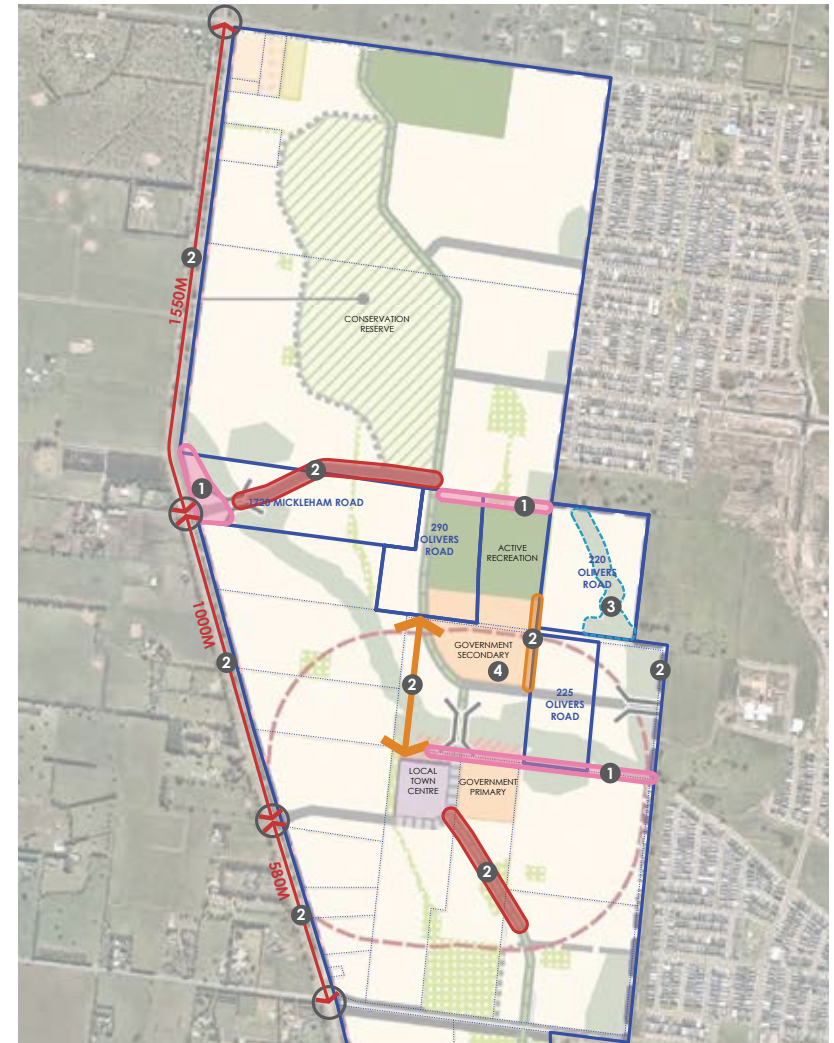 2
1550M
CONSERVATION
RESERVE
2
1
1720 MICKLEHAM ROAD
1
290
OLIVERS
ROAD
ACTIVE
RECREATION
220
OLIVERS
ROAD
3
1000M
2
GOVERNMENT
SECONDARY
4
2
2
2
2
225
OLIVERS
ROAD
1
LOCAL
TOWN
CENTRE
GOVERNMENT
PRIMARY
580M
2
2